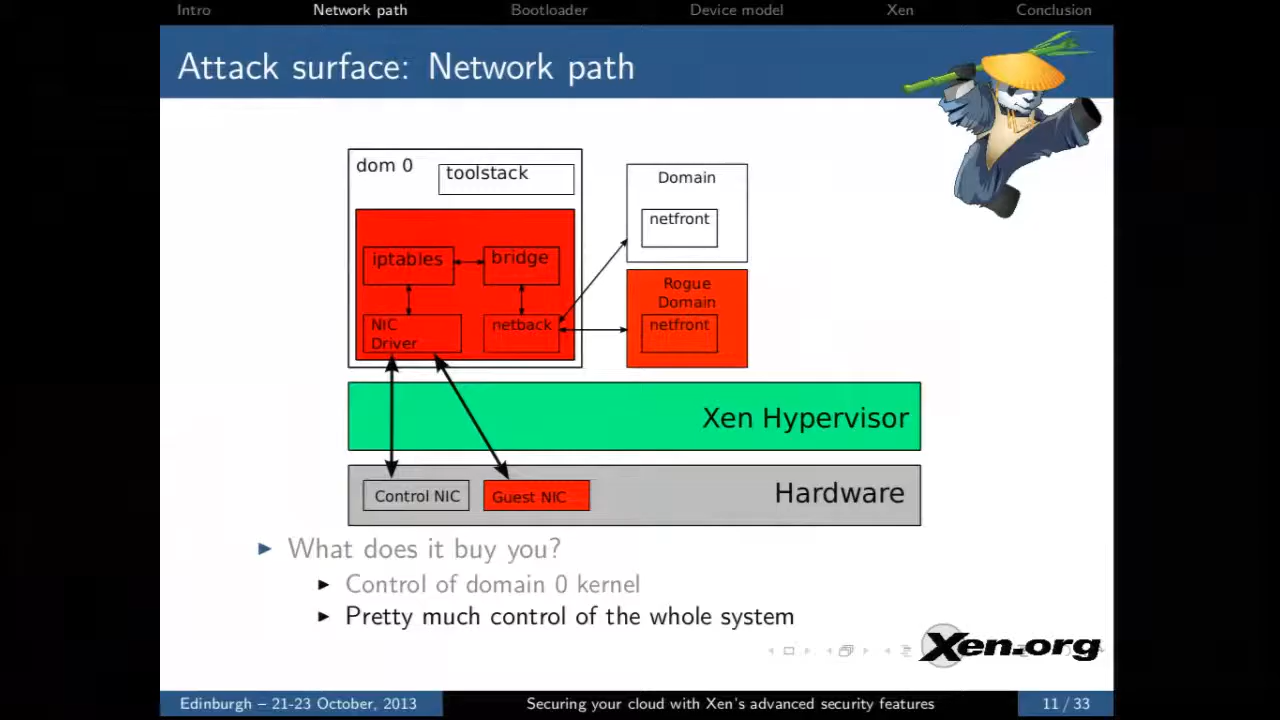 Intro Network path Bootloader Device model Xen Conclusion
Attack surface: Network path
dom 0
toolstack
iptables
bridge
NIC
Driver
netback
Domain
netfront
Rogue
Domain
netfront
Xen Hypervisor
Control NIC
Guest NIC
Hardware
What does it buy you?
Control of domain 0 kernel
Pretty much control of the whole system
Xen.org
Edinburgh – 21-23 October, 2013 Securing your cloud with Xen's advanced security features 11 / 33